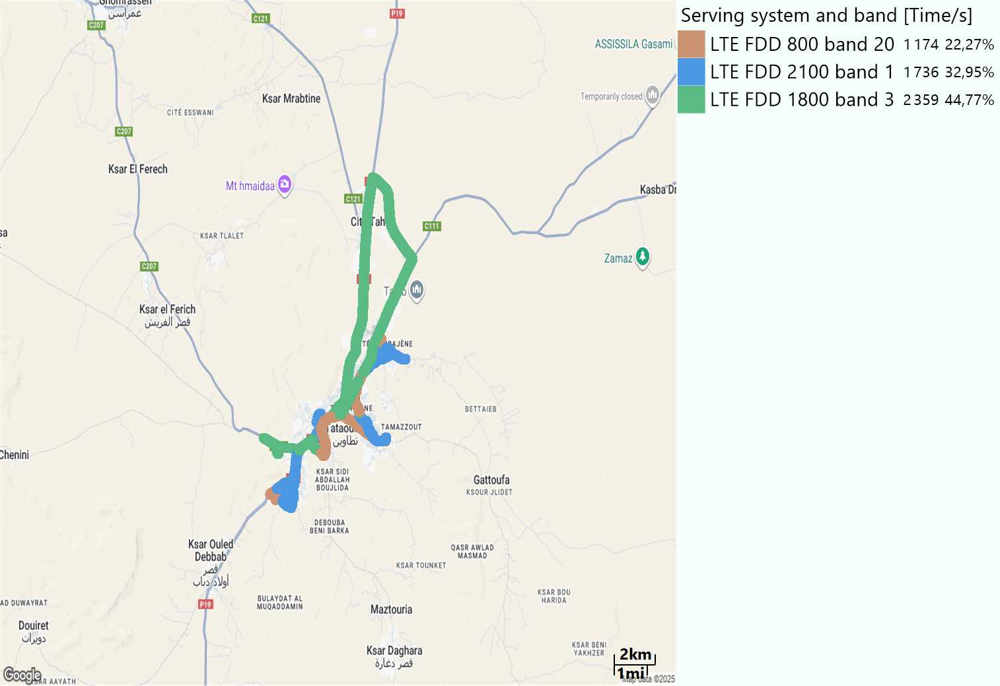 Ghomrassen
غمراسن
C207
C121
P19
ASSISSILA Gasami
Ksar Mrabtine
Temporarily closed
CITÉ ESSWANI
C207
Ksar El Ferech
Mt hmaidaa
Kasba Dr
C121
Cité Tah
C111
KSAR TLALET
Zamaz
C207
Ksar el Ferich
قصر الفريش
BETTAIEB
TAMAZZOUT
تطاوين
Chenini
KSAR SIDI
ABDALLAH
BOUJLIDA
Gattoufa
KSOUR JLIDET
DEBOUBA
BENI BARKA
Ksar Ouled
Debbab
قصر
أولاد دباب
QASR AWLAD
MASMAD
KSAR TOUNKET
BULAYDAT AL
MUQADDAMIN
KSAR BOU
HARIDA
P19
AD DUWAYRAT
Maztouria
Douiret
دويرات
Ksar Daghara
قصر دغارة
KSAR BENI
YAKHZER
2km
1mi
Google
KSAR AAYATH
Map data ©2025
Serving system and band [Time/s]
LTE FDD 800 band 20 1 174 22,27%
LTE FDD 2100 band 1 1 736 32,95%
LTE FDD 1800 band 3 2 359 44,77%